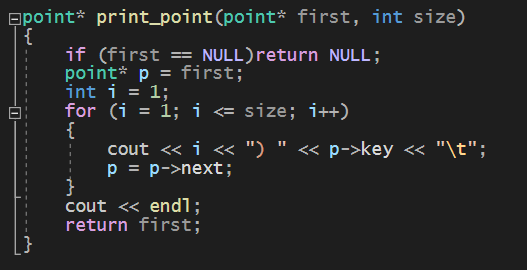 point* print_point(point* first, int size)
{
if (first == NULL)return NULL;
point* p = first;
int i = 1;
for (i = 1; i <= size; i++)
{
cout << i << ") " << p->key << "\t";
p = p->next;
}
cout << endl;
return first;
}